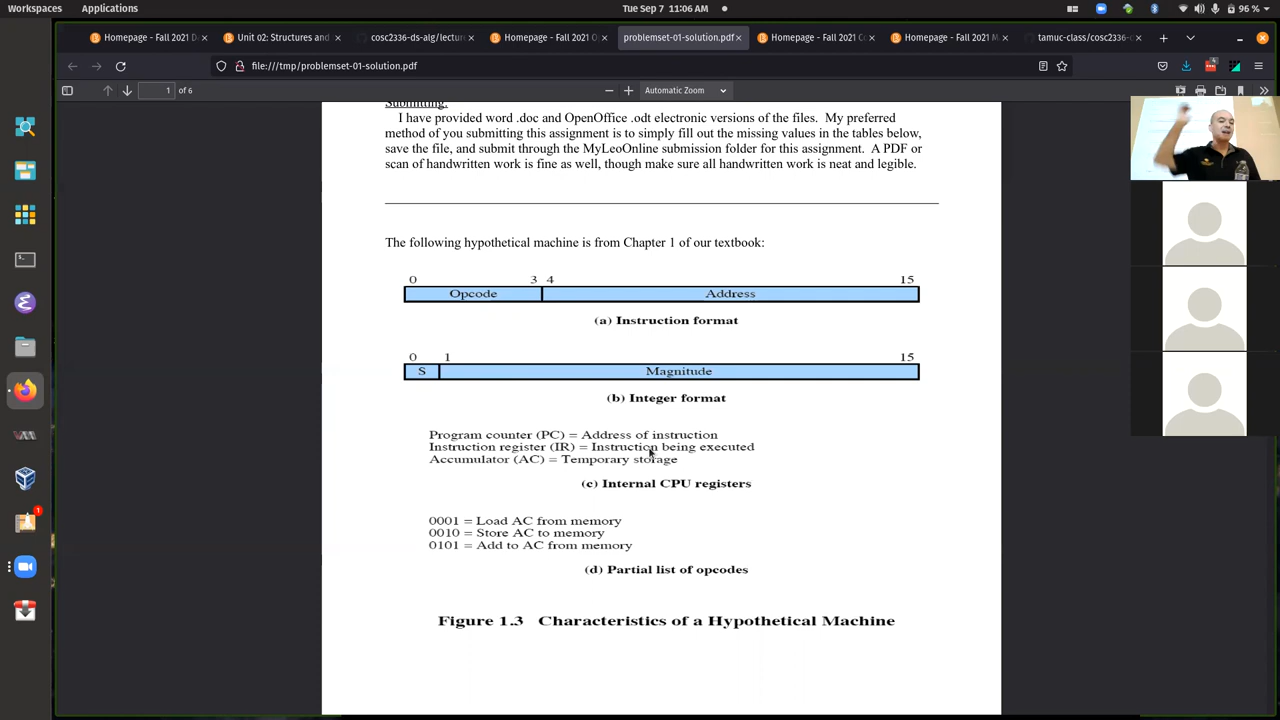 Workspaces Applications Tue Sep 7 11:06 AM 96 %
Homepage - Fall 2021 D Unit 02: Structures and cosc2336-ds-alg/lectur Homepage - Fall 2021 O problemset-01-solution.pdf Homepage - Fall 2021 C Homepage - Fall 2021 M tamuc-class/cosc2336-d
file:///tmp/problemset-01-solution.pdf
1 of 6 Automatic Zoom
Submitting.
I have provided word .doc and OpenOffice .odt electronic versions of the files. My preferred
method of you submitting this assignment is to simply fill out the missing values in the tables below,
save the file, and submit through the MyLeoOnline submission folder for this assignment. A PDF or
scan of handwritten work is fine as well, though make sure all handwritten work is neat and legible.
The following hypothetical machine is from Chapter 1 of our textbook:
0 3 4 15
Opcode Address
(a) Instruction format
0 1 15
S Magnitude
(b) Integer format
Program counter (PC) = Address of instruction
Instruction register (IR) = Instruction being executed
Accumulator (AC) = Temporary storage
(c) Internal CPU registers
0001 = Load AC from memory
0010 = Store AC to memory
0101 = Add to AC from memory
(d) Partial list of opcodes
Figure 1.3 Characteristics of a Hypothetical Machine